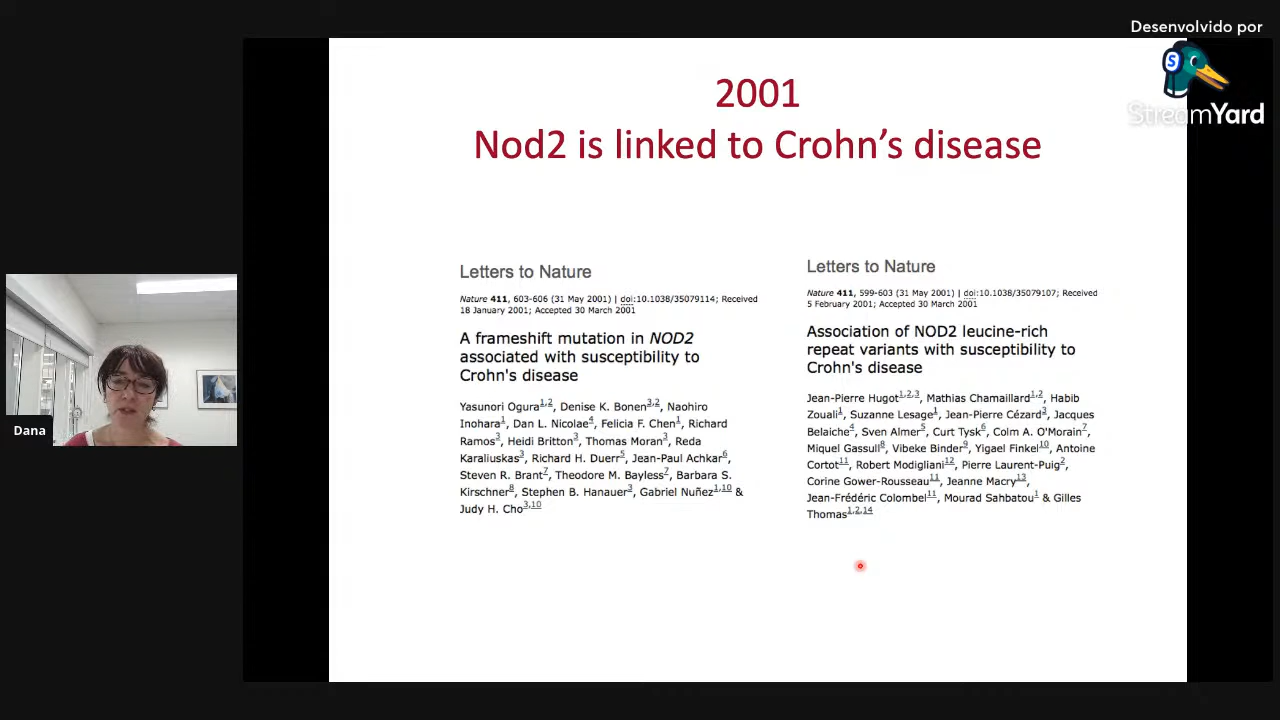 Desenvolvido por
StreamYard
2001
Nod2 is linked to Crohn’s disease
Letters to Nature
Nature 411, 603-606 (31 May 2001) | doi:10.1038/35079114; Received
18 January 2001; Accepted 30 March 2001
A frameshift mutation in NOD2
associated with susceptibility to
Crohn's disease
Yasunori Ogura1,2, Denise K. Bonen3,2, Naohiro
Inohara1, Dan L. Nicolae4, Felicia F. Chen1, Richard
Ramos3, Heidi Britton3, Thomas Moran3, Reda
Karaliuskas3, Richard H. Duerr5, Jean-Paul Achkar6,
Steven R. Brant7, Theodore M. Bayless7, Barbara S.
Kirschner8, Stephen B. Hanauer3, Gabriel Nuñez1,10 &
Judy H. Cho3,10
Letters to Nature
Nature 411, 599-603 (31 May 2001) | doi:10.1038/35079107; Received
5 February 2001; Accepted 30 March 2001
Association of NOD2 leucine-rich
repeat variants with susceptibility to
Crohn's disease
Jean-Pierre Hugot1,2,3, Mathias Chamaillard1,2, Habib
Zouali1, Suzanne Lesage1, Jean-Pierre Cézard3, Jacques
Belaiche4, Sven Almer5, Curt Tysk6, Colm A. O'Morain7,
Miquel Gassull8, Vibeke Binder9, Yigael Finkel10, Antoine
Cortot11, Robert Modigliani12, Pierre Laurent-Puig2,
Corine Gower-Rousseau11, Jeanne Macry13,
Jean-Frédéric Colombel11, Mourad Sahbatou1 & Gilles
Thomas1,2,14
Dana